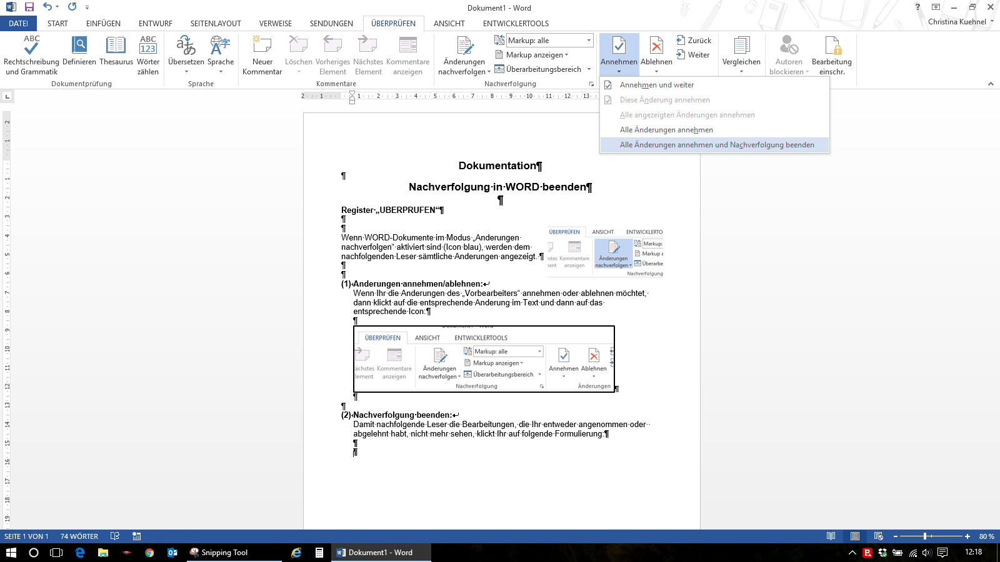 Dokument1 - Word
Christina Kuehnel
DATEI START EINFÜGEN ENTWURF SEITENLAYOUT VERWEISE SENDUNGEN ÜBERPRÜFEN ANSICHT ENTWICKLERTOOLS
Rechtschreibung und Grammatik
Definieren
Thesaurus
Wörter zählen
Dokumentprüfung
Übersetzen
Sprache
Sprache
Neuer Kommentar
Löschen
Vorheriges Element
Nächstes Element
Kommentare anzeigen
Kommentare
Änderungen nachverfolgen
Markup: alle
Markup anzeigen
Überarbeitungsbereich
Nachverfolgung
Annehmen
Ablehnen
Zurück
Weiter
Vergleichen
Autoren blockieren
Bearbeitung einschr.
Annehmen und weiter
Diese Änderung annehmen
Alle angezeigten Änderungen annehmen
Alle Änderungen annehmen
Alle Änderungen annehmen und Nachverfolgung beenden
2 1 1 2 3 4 5 6 7 8 9 10 11 12 13
Dokumentation¶
¶
Nachverfolgung·in·WORD·beenden¶
¶
Register·„UBERPRUFEN“¶
¶
¶
Wenn·WORD-Dokumente·im·Modus·„Anderungen·
nachverfolgen“·aktiviert·sind·(Icon·blau),·werden·dem·
nachfolgenden·Leser·sämtliche·Anderungen·angezeigt.·¶
¶
¶
ÜBERPRÜFEN ANSICHT ENTWICKLERTO
Kommentare anzeigen
Änderungen nachverfolgen
Markup:
Markup a
Überarbe
Nachverfolgung
(1)·Anderungen·annehmen/ablehnen:↵
Wenn·Ihr·die·Anderungen·des·„Vorbearbeiters“·annehmen·oder·ablehnen·möchtet,·
dann·klickt·auf·die·entsprechende·Anderung·im·Text·und·dann·auf·das·
entsprechende·Icon:¶
¶
ÜBERPRÜFEN ANSICHT ENTWICKLERTOOLS
ächstes lement
Kommentare anzeigen
Änderungen nachverfolgen
Markup: alle
Markup anzeigen
Überarbeitungsbereich
Nachverfolgung
Annehmen
Ablehnen
Änderungen
¶
¶
¶
(2)·Nachverfolgung·beenden:·↵
Damit·nachfolgende·Leser·die·Bearbeitungen,·die·Ihr·entweder·angenommen·oder··
abgelehnt·habt,·nicht·mehr·sehen,·klickt·Ihr·auf·folgende·Formulierung:¶
¶
¶
SEITE 1 VON 1 74 WÖRTER 80 %
Snipping Tool
Dokument1 - Word
12:18